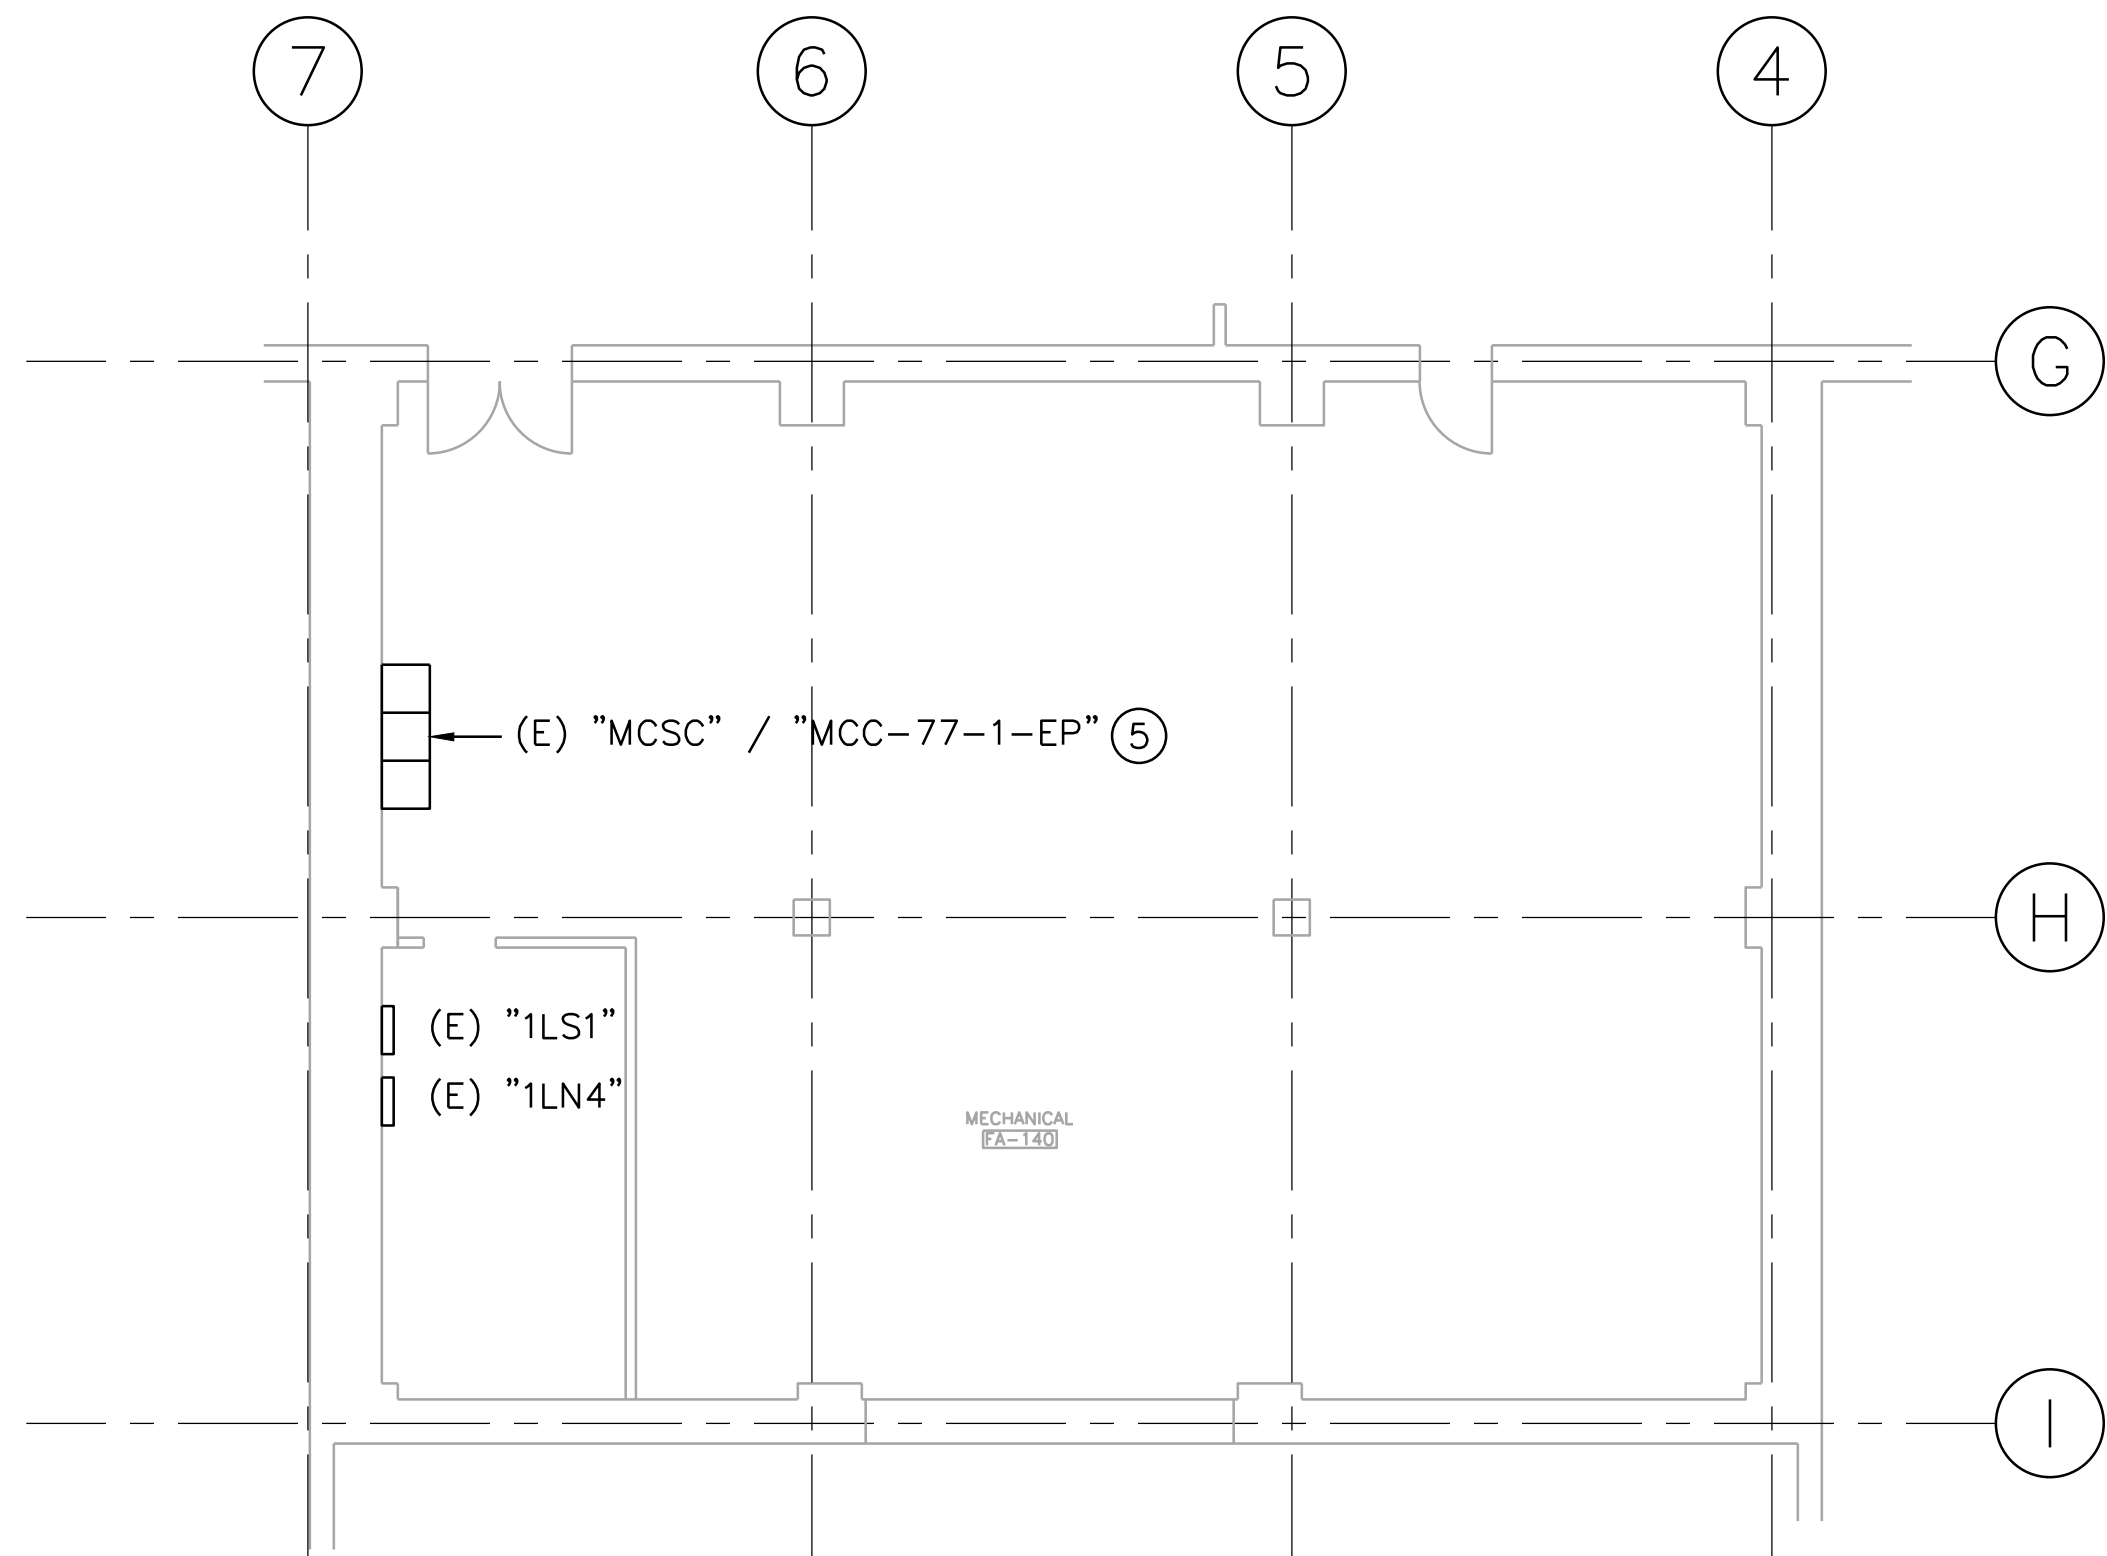 7 6 5 4
G
(E) "MCSC" / "MCC-77-1-EP" 5
H
(E) "1LS1"
(E) "1LN4"
MECHANICAL
FA-140
I